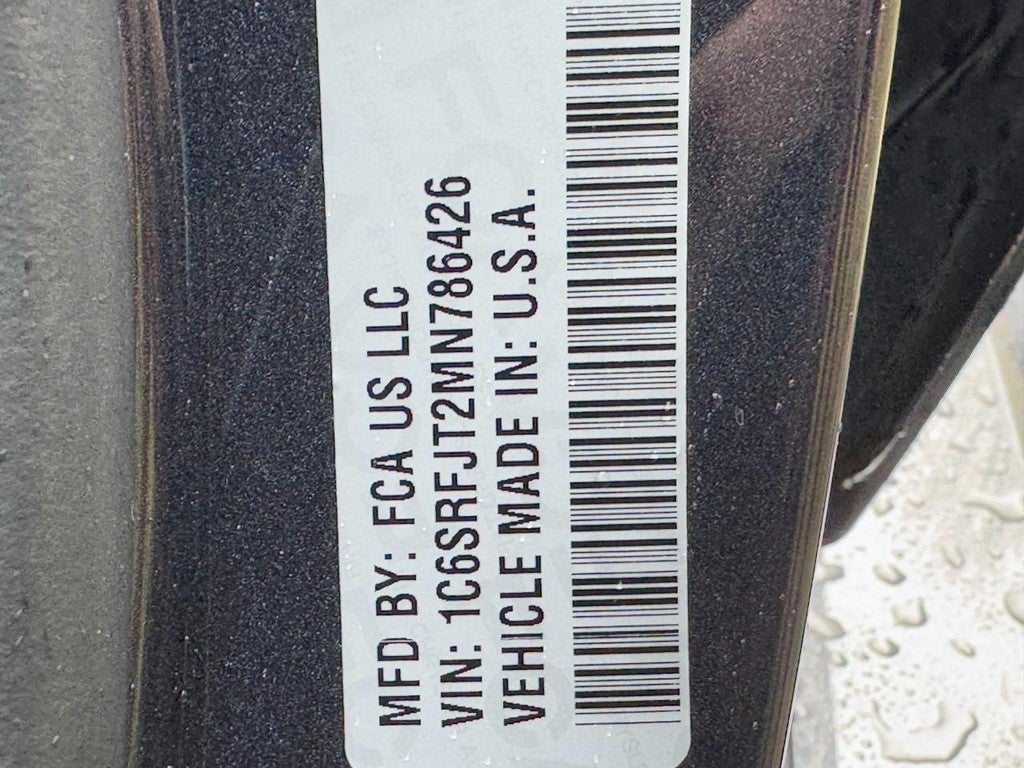 MFD BY: FCA US LLC
VIN: 1C6SRFJT2MN786426
VEHICLE MADE IN: U.S.A.